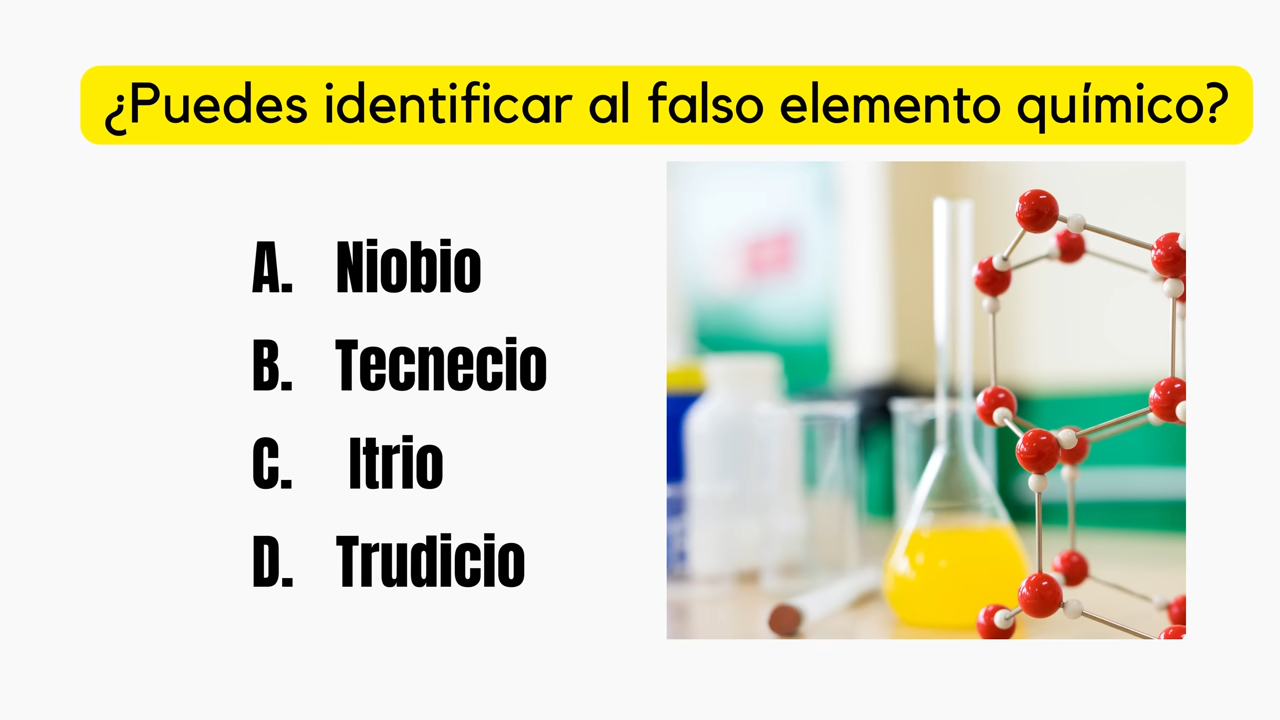 ¿Puedes identificar al falso elemento químico?
A. Niobio
B. Tecnecio
C. Itrio
D. Trudicio